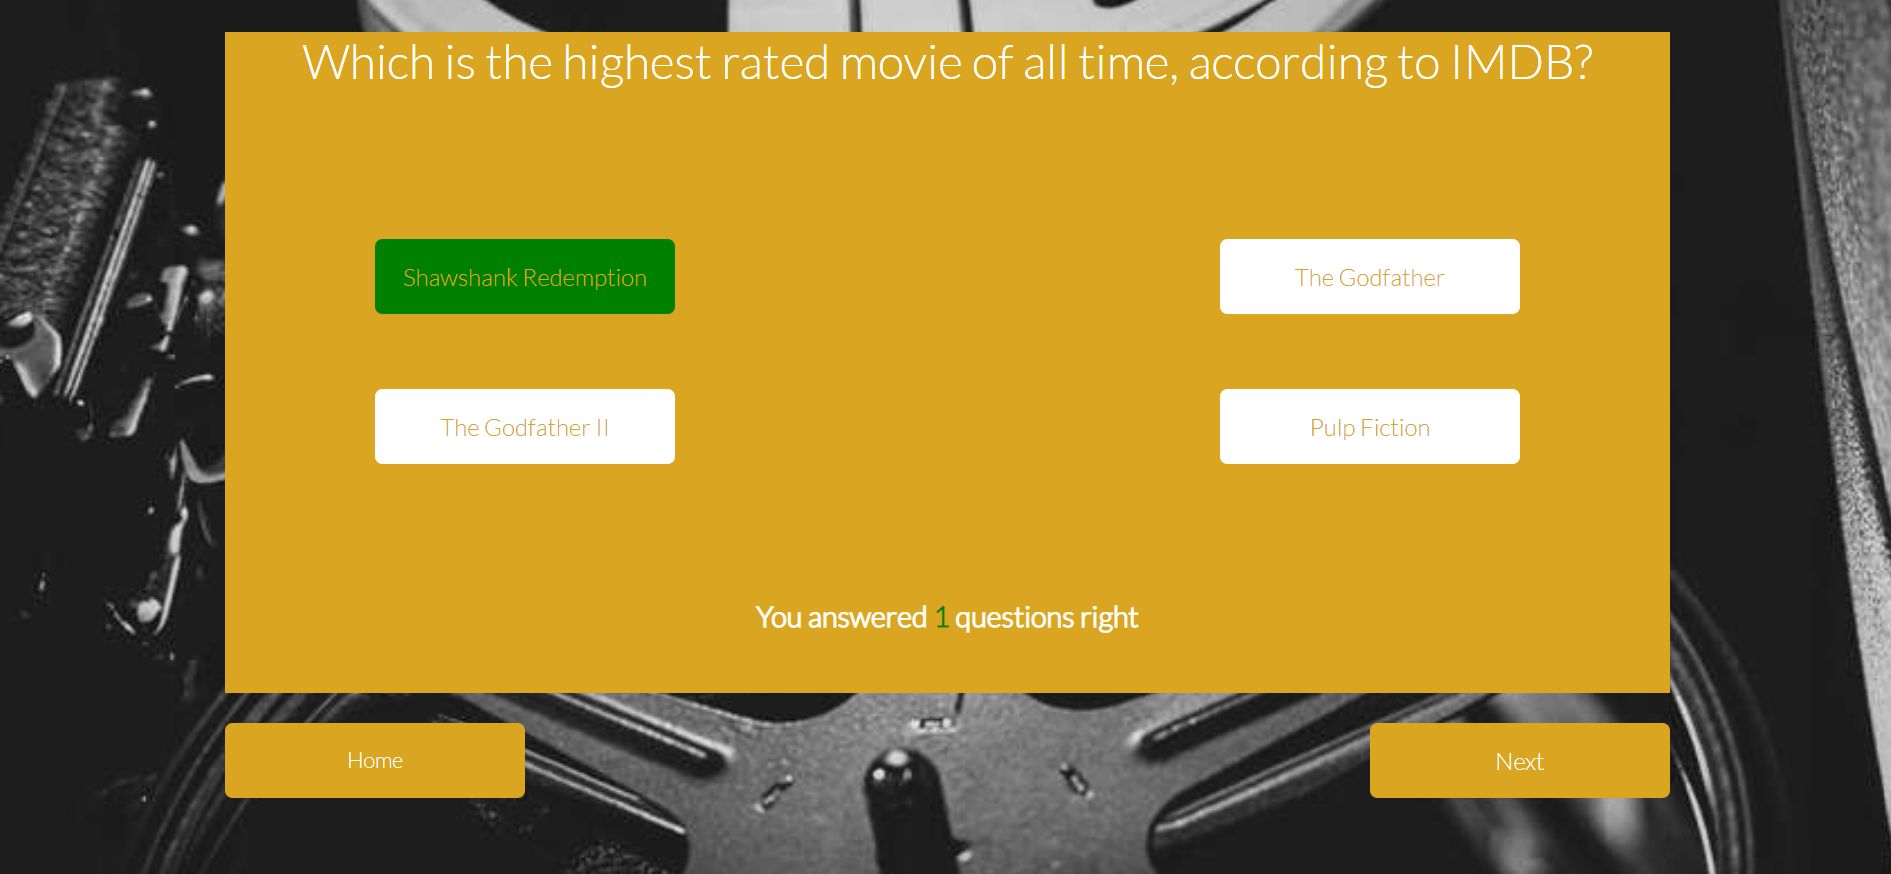 Which is the highest rated movie of all time, according to IMDB?
Shawshank Redemption
The Godfather
The Godfather II
Pulp Fiction
You answered 1 questions right
Home
Next